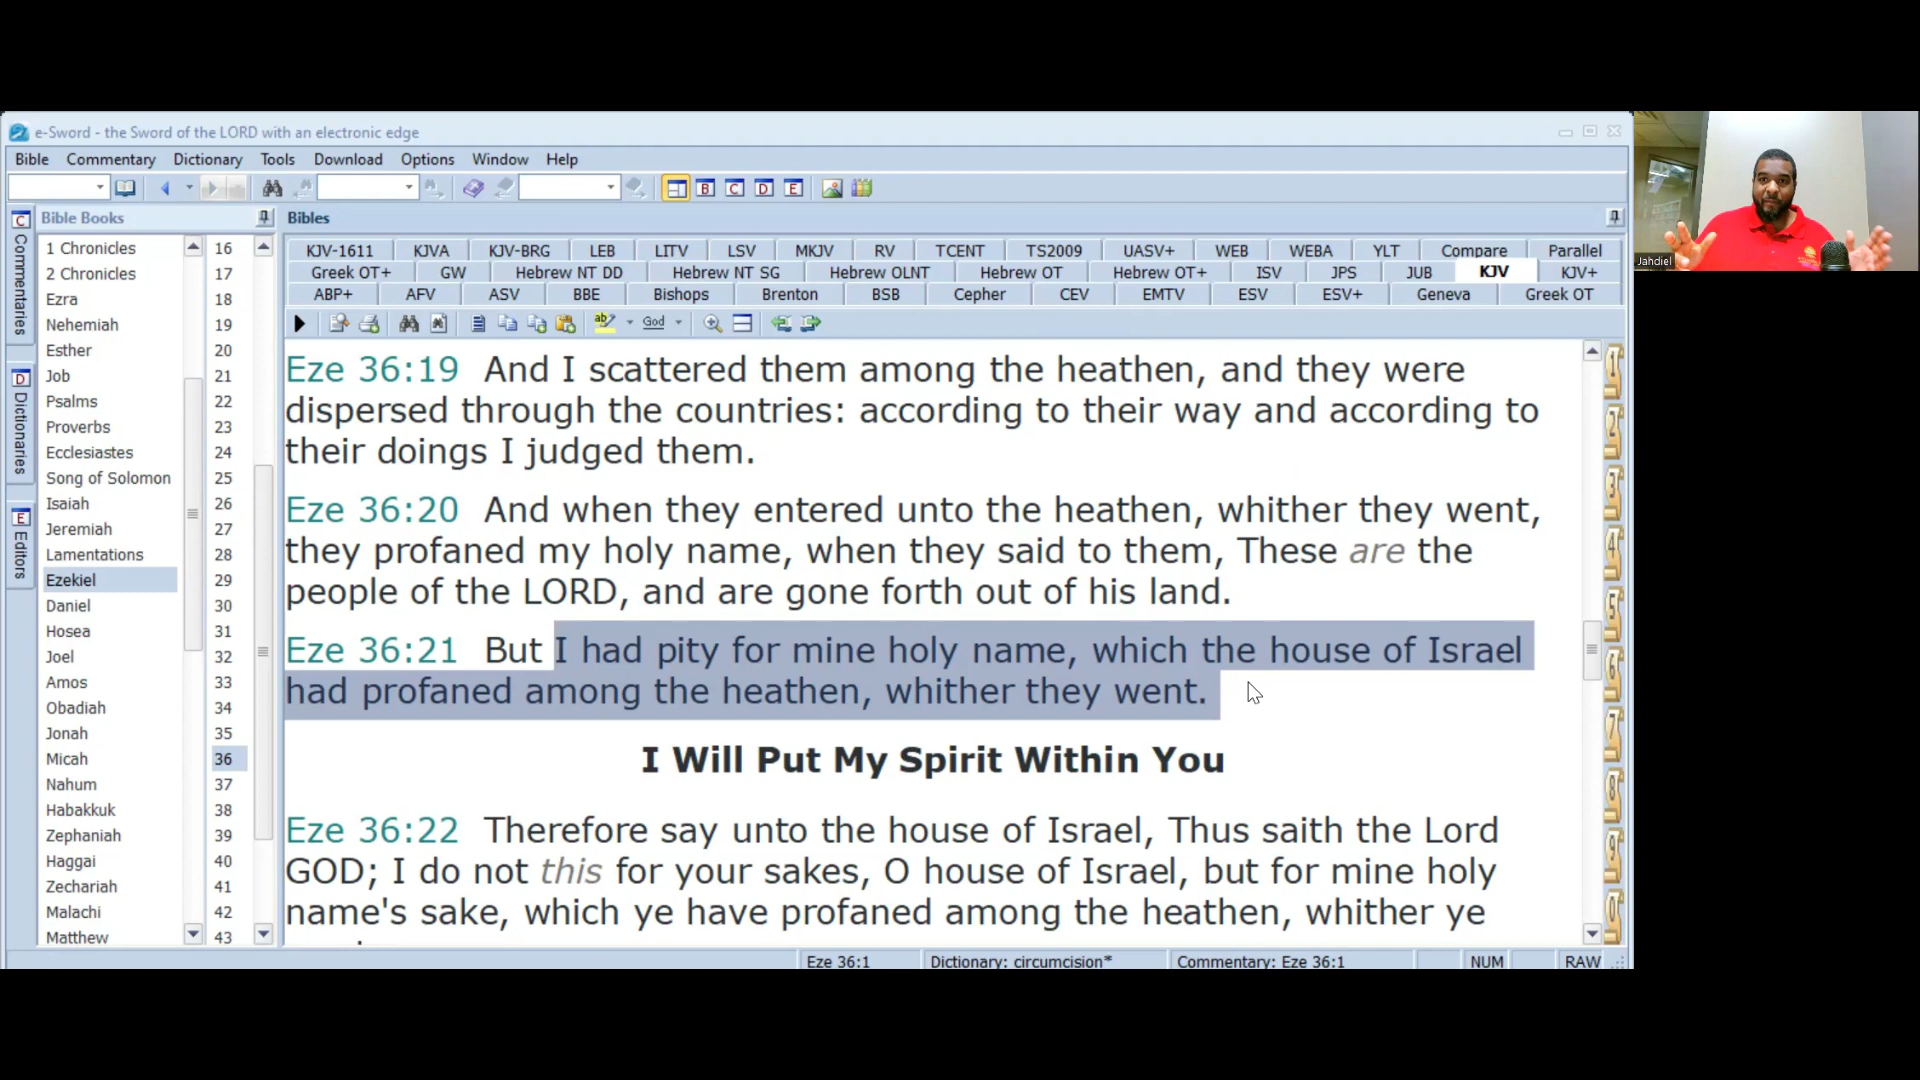 e-Sword - the Sword of the LORD with an electronic edge
Bible Commentary Dictionary Tools Download Options Window Help
B C D E
Bible Books
Bibles
C Commentaries
D Dictionaries
E Editors
1 Chronicles
2 Chronicles
Ezra
Nehemiah
Esther
Job
Psalms
Proverbs
Ecclesiastes
Song of Solomon
Isaiah
Jeremiah
Lamentations
Ezekiel
Daniel
Hosea
Joel
Amos
Obadiah
Jonah
Micah
Nahum
Habakkuk
Zephaniah
Haggai
Zechariah
Malachi
Matthew
16
17
18
19
20
21
22
23
24
25
26
27
28
29
30
31
32
33
34
35
36
37
38
39
40
41
42
43
KJV-1611 KJVA KJV-BRG LEB LITV LSV MKJV RV TCENT TS2009 UASV+ WEB WEBA YLT Compare Parallel
Greek OT+ GW Hebrew NT DD Hebrew NT SG Hebrew OLNT Hebrew OT Hebrew OT+ ISV JPS JUB KJV KJV+
ABP+ AFV ASV BBE Bishops Brenton BSB Cepher CEV EMTV ESV ESV+ Geneva Greek OT
God
Eze 36:19 And I scattered them among the heathen, and they were
dispersed through the countries: according to their way and according to
their doings I judged them.
Eze 36:20 And when they entered unto the heathen, whither they went,
they profaned my holy name, when they said to them, These are the
people of the LORD, and are gone forth out of his land.
Eze 36:21 But I had pity for mine holy name, which the house of Israel
had profaned among the heathen, whither they went.
I Will Put My Spirit Within You
Eze 36:22 Therefore say unto the house of Israel, Thus saith the Lord
GOD; I do not this for your sakes, O house of Israel, but for mine holy
name's sake, which ye have profaned among the heathen, whither ye
1
2
3
4
5
6
7
8
9
0
Eze 36:1 Dictionary: circumcision* Commentary: Eze 36:1 NUM RAW
Jahdiel